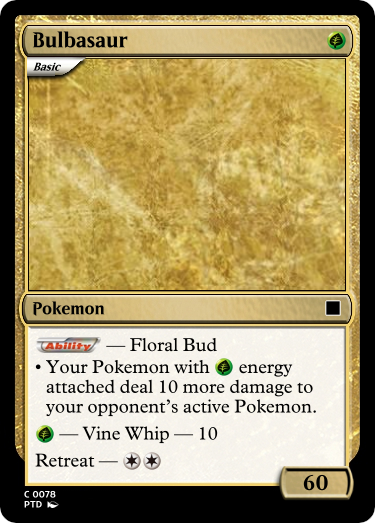 Bulbasaur
Basic
Pokemon
Ability — Floral Bud
• Your Pokemon with energy
attached deal 10 more damage to
your opponent's active Pokemon.
— Vine Whip — 10
Retreat —
60
C 0078
PTD